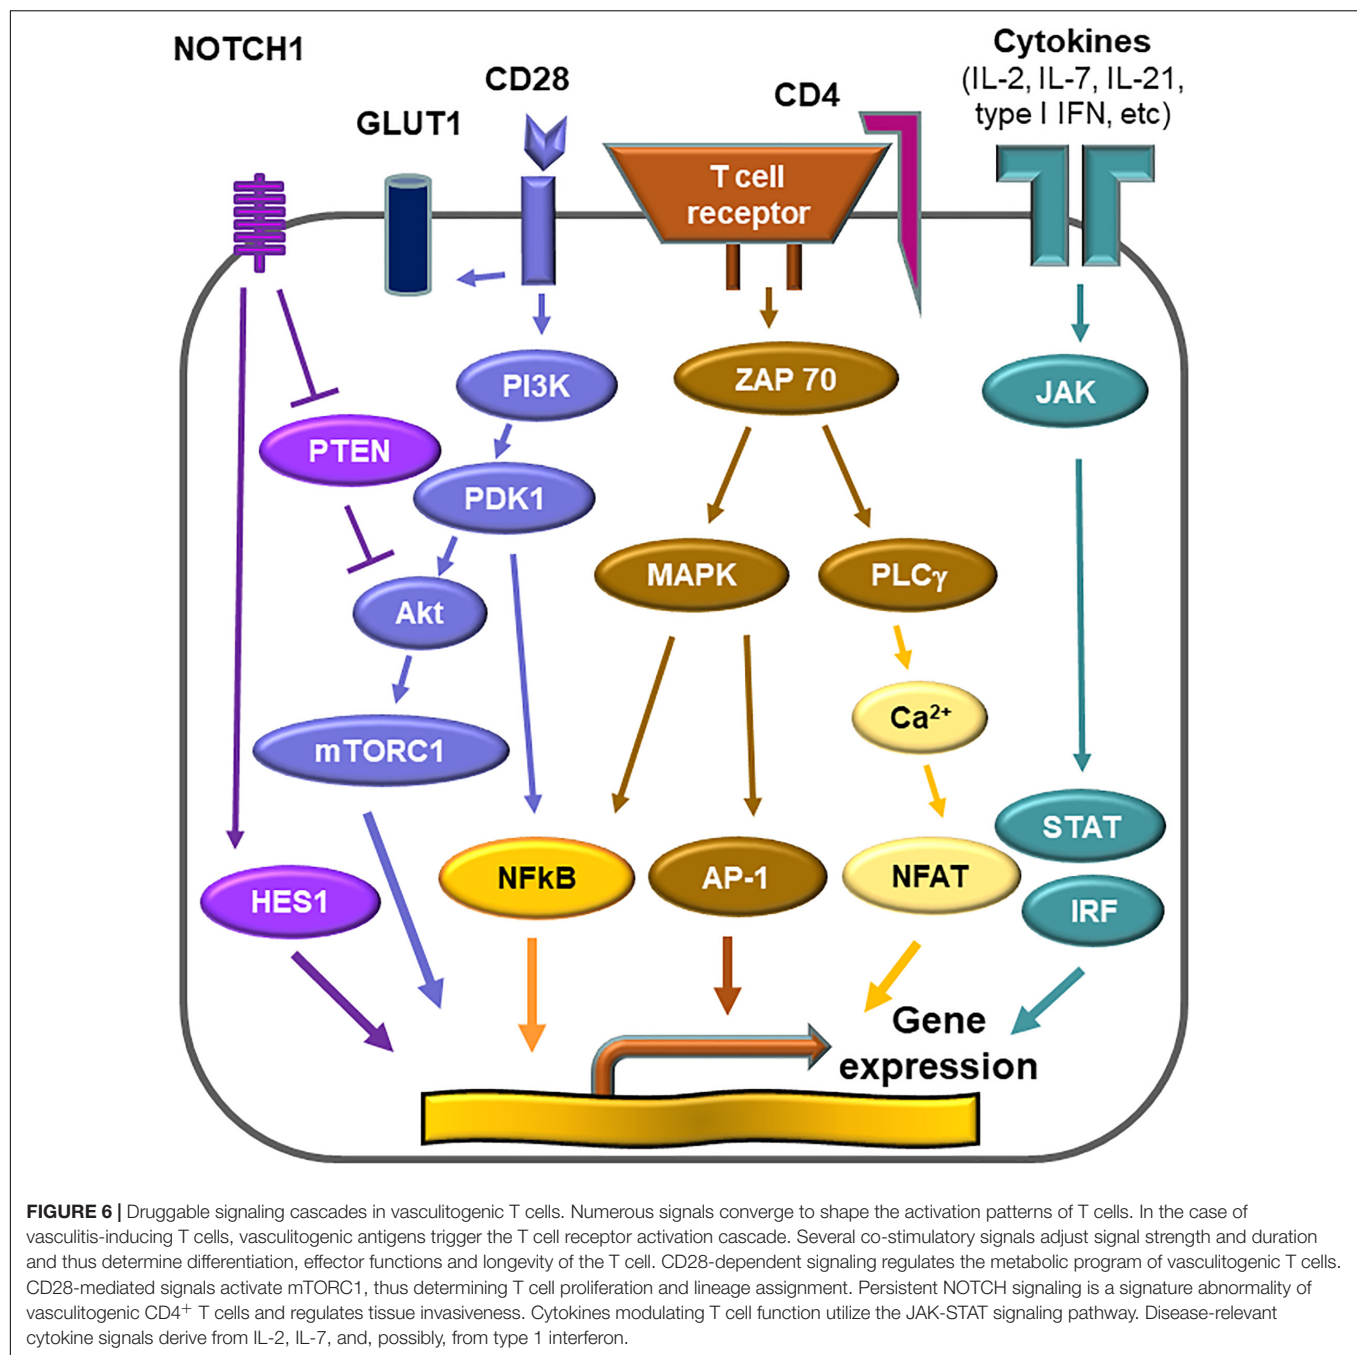 NOTCH1
CD28
GLUT1
CD4
Cytokines
(IL-2, IL-7, IL-21,
type I IFN, etc)
T cell
receptor
PI3K
ZAP 70
JAK
PTEN
PDK1
MAPK
PLCγ
Akt
Ca²⁺
mTORC1
STAT
NFkB
AP-1
NFAT
HES1
IRF
Gene
expression
FIGURE 6 | Druggable signaling cascades in vasculitogenic T cells. Numerous signals converge to shape the activation patterns of T cells. In the case of
vasculitis-inducing T cells, vasculitogenic antigens trigger the T cell receptor activation cascade. Several co-stimulatory signals adjust signal strength and duration
and thus determine differentiation, effector functions and longevity of the T cell. CD28-dependent signaling regulates the metabolic program of vasculitogenic T cells.
CD28-mediated signals activate mTORC1, thus determining T cell proliferation and lineage assignment. Persistent NOTCH signaling is a signature abnormality of
vasculitogenic CD4⁺ T cells and regulates tissue invasiveness. Cytokines modulating T cell function utilize the JAK-STAT signaling pathway. Disease-relevant
cytokine signals derive from IL-2, IL-7, and, possibly, from type 1 interferon.